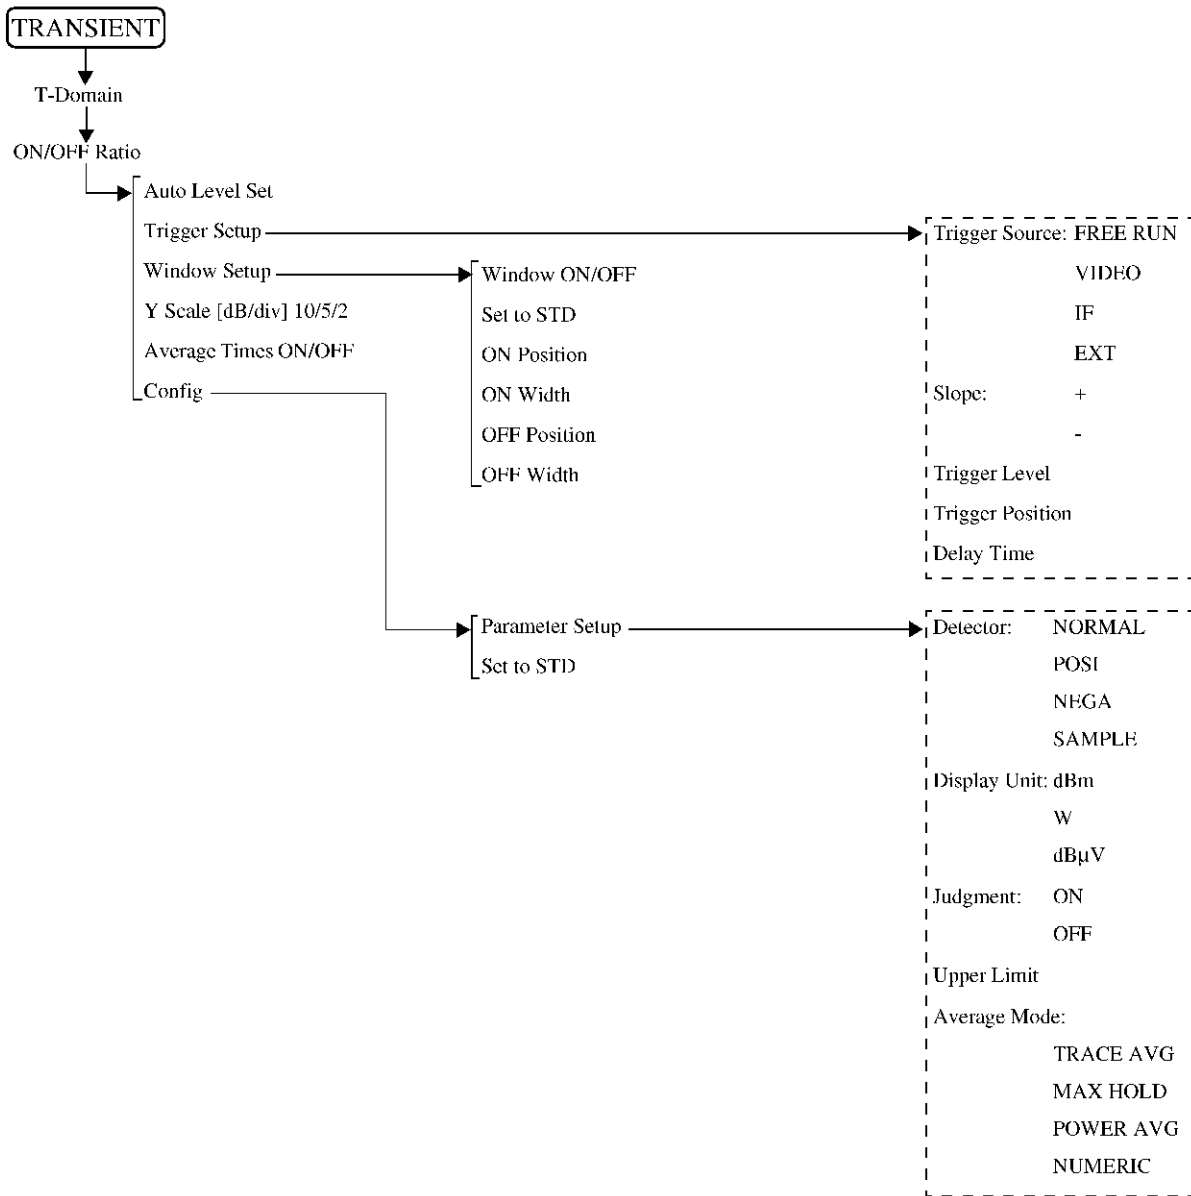 TRANSIENT
T-Domain
ON/OFF Ratio
Auto Level Set
Trigger Setup
Window Setup
Y Scale [dB/div] 10/5/2
Average Times ON/OFF
Config
Window ON/OFF
Set to STD
ON Position
ON Width
OFF Position
OFF Width
Trigger Source: FREE RUN
VIDEO
IF
EXT
Slope: +
-
Trigger Level
Trigger Position
Delay Time
Parameter Setup
Set to STD
Detector: NORMAL
POSI
NEGA
SAMPLE
Display Unit: dBm
W
dBµV
Judgment: ON
OFF
Upper Limit
Average Mode:
TRACE AVG
MAX HOLD
POWER AVG
NUMERIC